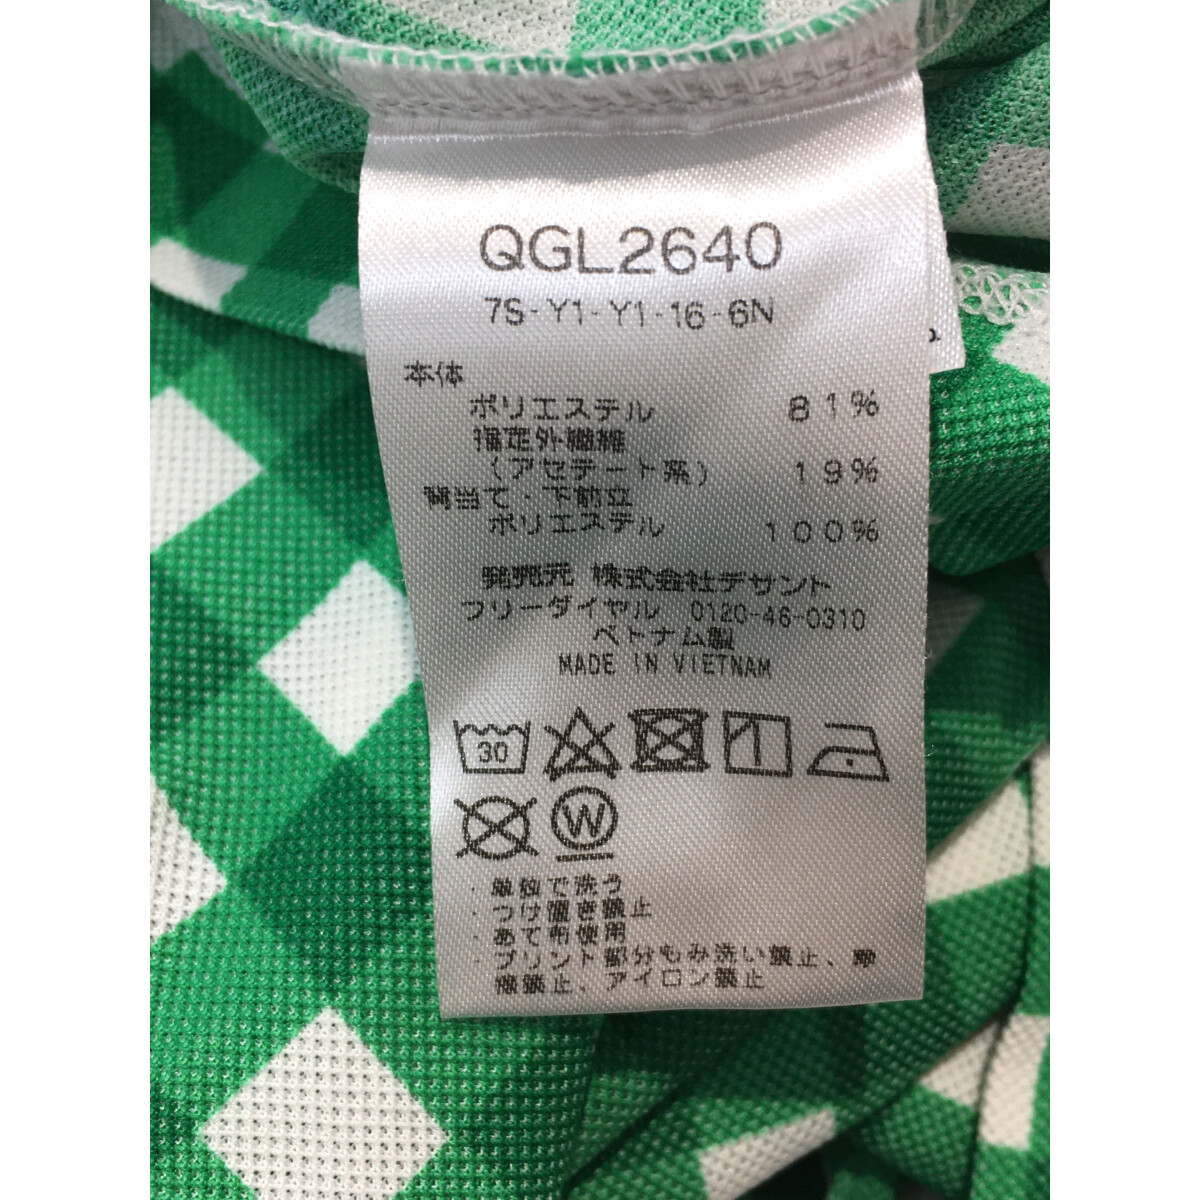 QGL2640
7S-Y1-Y1-16-6N
本体
ポリエステル 81%
指定外繊維
（アセテート系） 19%
肩当て・下前立
ポリエステル 100%
発売元 株式会社デサント
フリーダイヤル 0120-46-0310
ベトナム製
MADE IN VIETNAM
30
W
・単独で洗う
・つけ置き禁止
・あて布使用
・プリント部分もみ洗い禁止、摩
擦禁止、アイロン禁止